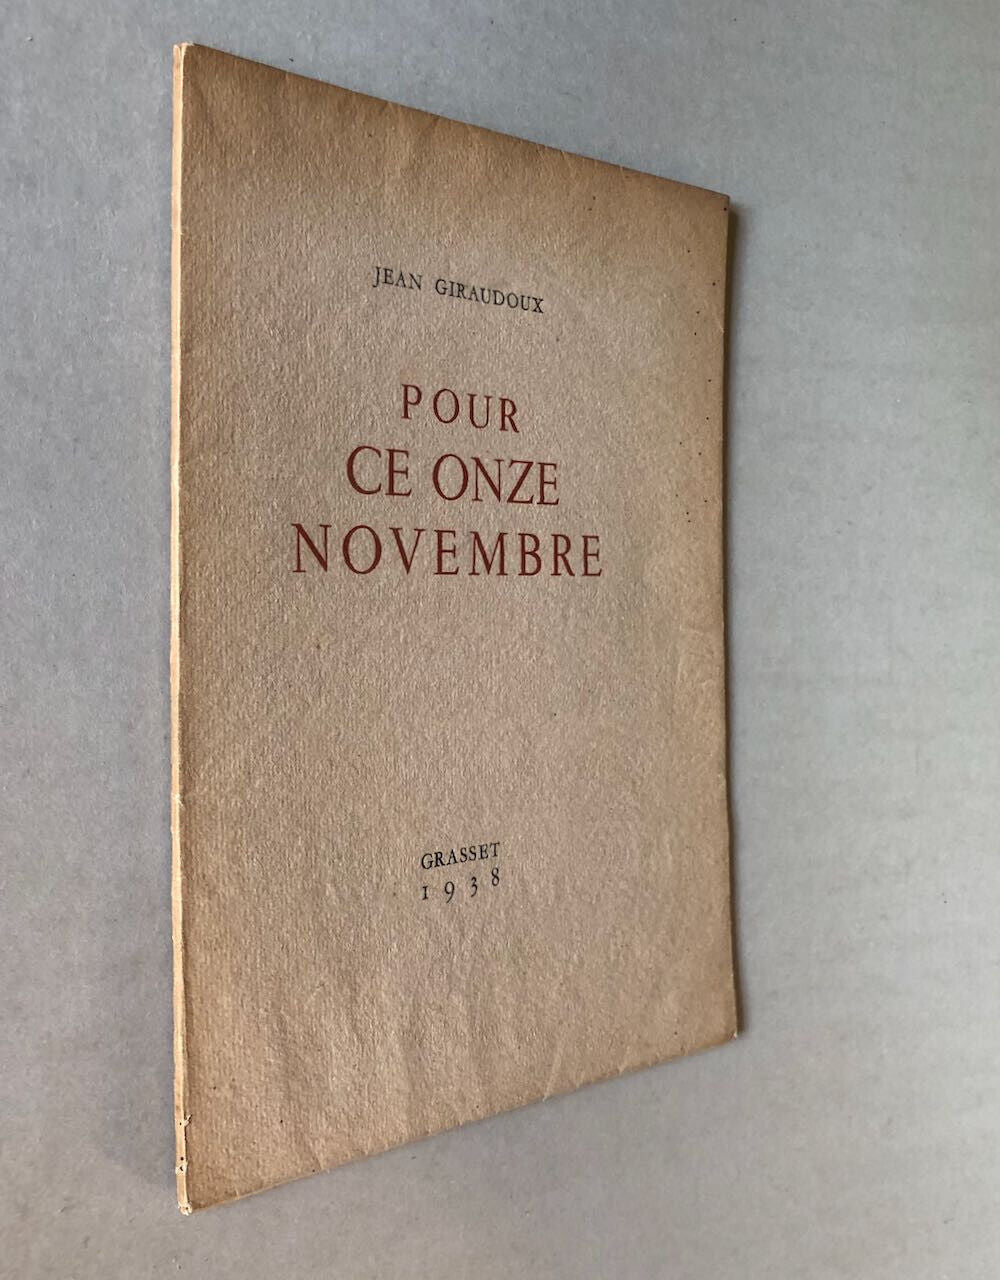 JEAN GIRAUDOUX
POUR
CE ONZE
NOVEMBRE
GRASSET
1938